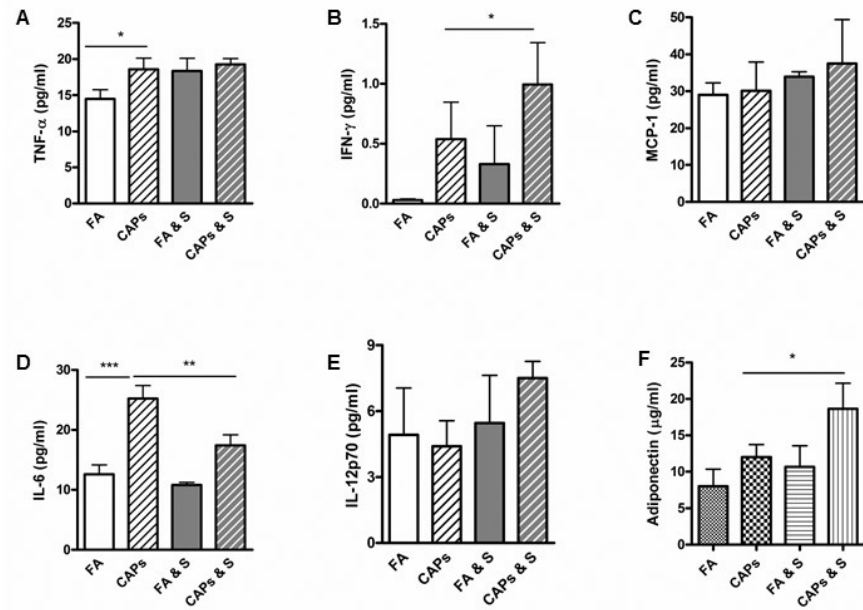 A
*
TNF-α (pg/ml)
25
20
15
10
5
0
FA
CAPs
FA & S
CAPs & S
B
*
IFN-γ (pg/ml)
1.5
1.0
0.5
0.0
FA
CAPs
FA & S
CAPs & S
C
MCP-1 (pg/ml)
50
40
30
20
10
0
FA
CAPs
FA & S
CAPs & S
D
***
**
IL-6 (pg/ml)
30
20
10
0
FA
CAPs
FA & S
CAPs & S
E
IL-12p70 (pg/ml)
9
6
3
0
FA
CAPs
FA & S
CAPs & S
F
*
Adiponectin (µg/ml)
25
20
15
10
5
0
FA
CAPs
FA & S
CAPs & S